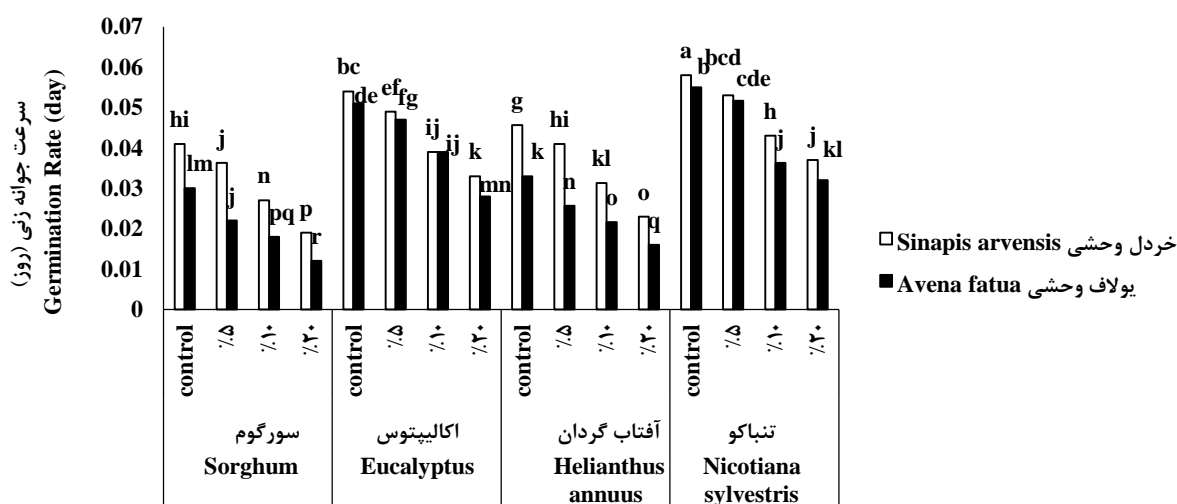 سرعت جوانه زنی (روز)
Germination Rate (day)
0.07
0.06
0.05
0.04
0.03
0.02
0.01
0
hi
lm
j
j
n
pq
p
r
bc
de
ef
fg
ij
ij
k
mn
g
k
hi
n
kl
o
o
q
a
b
bcd
cde
h
j
j
kl
control
٪۵
٪۱۰
٪۲۰
control
٪۵
٪۱۰
٪۲۰
control
٪۵
٪۱۰
٪۲۰
control
٪۵
٪۱۰
٪۲۰
سورگوم
Sorghum
اکالیپتوس
Eucalyptus
آفتاب گردان
Helianthus
annuus
تنباکو
Nicotiana
sylvestris
Sinapis arvensis خردل وحشی
Avena fatua یولاف وحشی